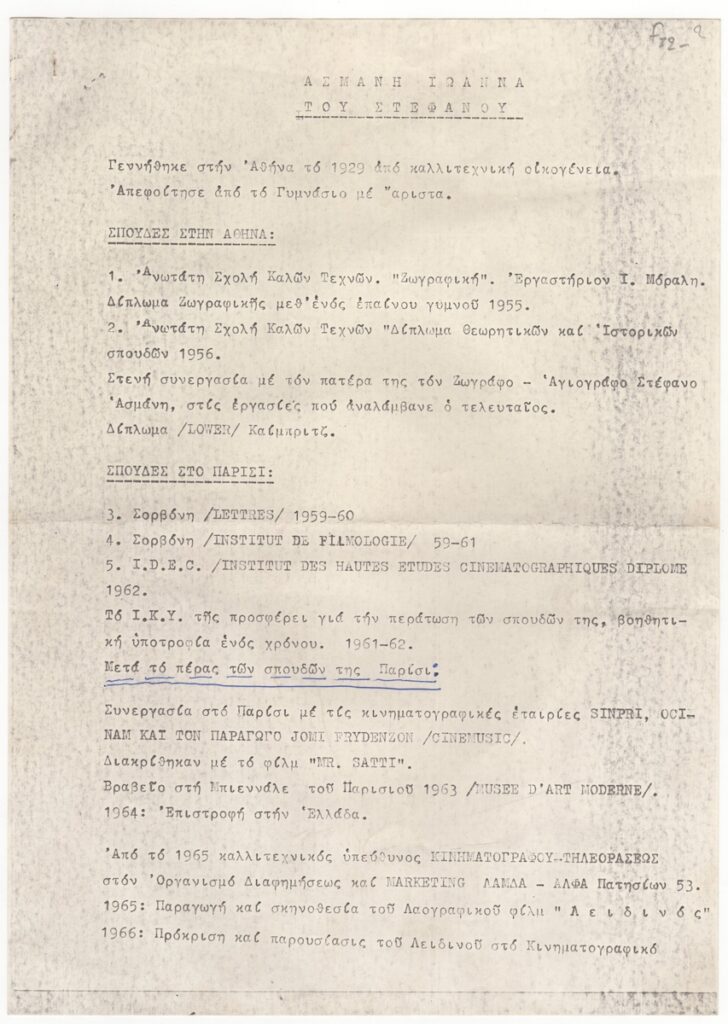 ΑΣΜΑΝΗ ΙΩΑΝΝΑ
ΤΟΥ ΣΤΕΦΑΝΟΥ
Γεννήθηκε στήν Ἀθήνα τό 1929 ἀπό καλλιτεχνική οἰκογένεια.
Ἀπεφοίτησε ἀπό τό Γυμνάσιο μέ "αριστα.
ΣΠΟΥΔΕΣ ΣΤΗΝ ΑΘΗΝΑ:
1. Ἀνωτάτη Σχολή Καλῶν Τεχνῶν. "Ζωγραφική". Ἐργαστήριον Ι. Μόραλη.
Δίπλωμα Ζωγραφικῆς μεθ'ἑνός ἐπαίνου γυμνοῦ 1955.
2. Ἀνωτάτη Σχολή Καλῶν Τεχνῶν "Δίπλωμα Θεωρητικῶν καί Ἱστορικῶν
σπουδῶν 1956.
Στενή συνεργασία μέ τόν πατέρα της τόν Ζωγράφο - Ἁγιογράφο Στέφανο
Ἀσμάνη, στίς ἐργασίες πού ἀναλάμβανε ὁ τελευταῖος.
Δίπλωμα /LOWER/ Καίμπριτζ.
ΣΠΟΥΔΕΣ ΣΤΟ ΠΑΡΙΣΙ:
3. Σορβόνη /LETTRES/ 1959-60
4. Σορβόνη /INSTITUT DE FILMOLOGIE/ 59-61
5. I.D.E.C. /INSTITUT DES HAUTES ETUDES CINEMATOGRAPHIQUES DIPLOME
1962.
Τό Ι.Κ.Υ. τῆς προσφέρει γιά τήν περάτωση τῶν σπουδῶν της, βοηθητι-
κή ὑποτροφία ἑνός χρόνου. 1961-62.
Μετά τό πέρας τῶν σπουδῶν της Παρίσι:
Συνεργασία στό Παρίσι μέ τίς κινηματογραφικές ἑταιρίες SINPRI, OCI-
NAM ΚΑΙ ΤΟΝ ΠΑΡΑΓΩΓΟ JOMI FRYDENZON /CINEMUSIC/.
Διακρίθηκαν μέ τό φίλμ "MR. SATTI".
Βραβεῖο στή Μπιεννάλε τοῦ Παρισιοῦ 1963 /MUSEE D'ART MODERNE/.
1964: Ἐπιστροφή στήν Ἑλλάδα.
Ἀπό τό 1965 καλλιτεχνικός ὑπεύθυνος ΚΙΝΗΜΑΤΟΓΡΑΦΟΥ-ΤΗΛΕΟΡΑΣΕΩΣ
στόν Ὀργανισμό Διαφημήσεως καί MARKETING ΛΑΜΔΑ - ΑΛΦΑ Πατησίων 53.
1965: Παραγωγή καί σκηνοθεσία τοῦ Λαογραφικοῦ φίλμ "Λειδινός"
1966: Πρόκριση καί παρουσίασις τοῦ Λειδινοῦ στό Κινηματογραφικό